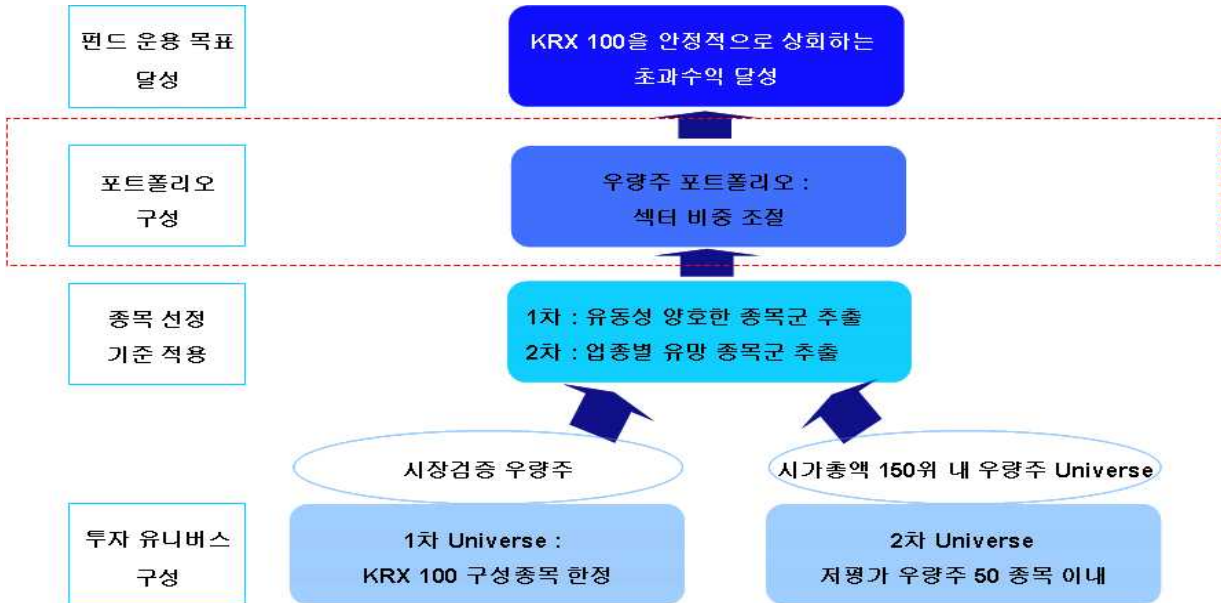 펀드 운용 목표
달성
KRX 100을 안정적으로 상회하는
초과수익 달성
포트폴리오
구성
우량주 포트폴리오 :
섹터 비중 조절
종목 선정
기준 적용
1차 : 유동성 양호한 종목군 추출
2차 : 업종별 유망 종목군 추출
시장검증 우량주
시가총액 150위 내 우량주 Universe
투자 유니버스
구성
1차 Universe :
KRX 100 구성종목 한정
2차 Universe
저평가 우량주 50 종목 이내